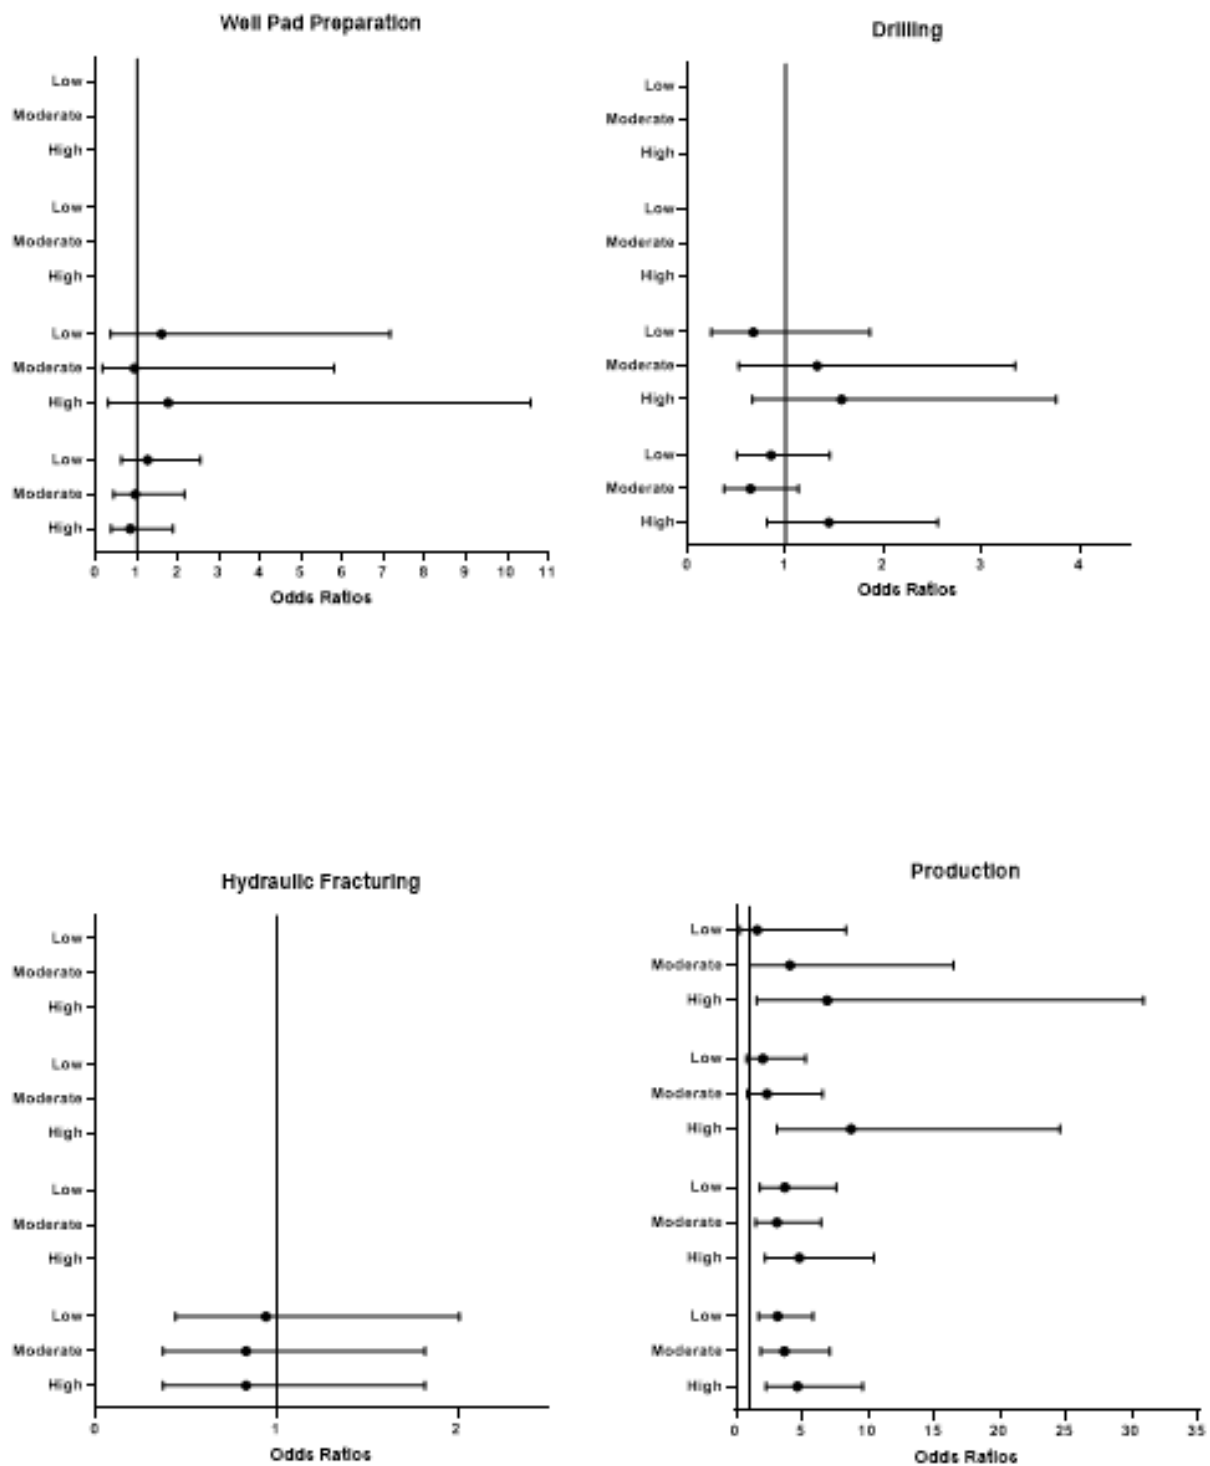 Well Pad Preparation
Low
Moderate
High
Low
Moderate
High
Low
Moderate
High
Low
Moderate
High
0 1 2 3 4 5 6 7 8 9 10 11
Odds Ratios
Drilling
Low
Moderate
High
Low
Moderate
High
Low
Moderate
High
Low
Moderate
High
0 1 2 3 4
Odds Ratios
Hydraulic Fracturing
Low
Moderate
High
Low
Moderate
High
Low
Moderate
High
Low
Moderate
High
0 1 2
Odds Ratios
Production
Low
Moderate
High
Low
Moderate
High
Low
Moderate
High
Low
Moderate
High
0 5 10 15 20 25 30 35
Odds Ratios